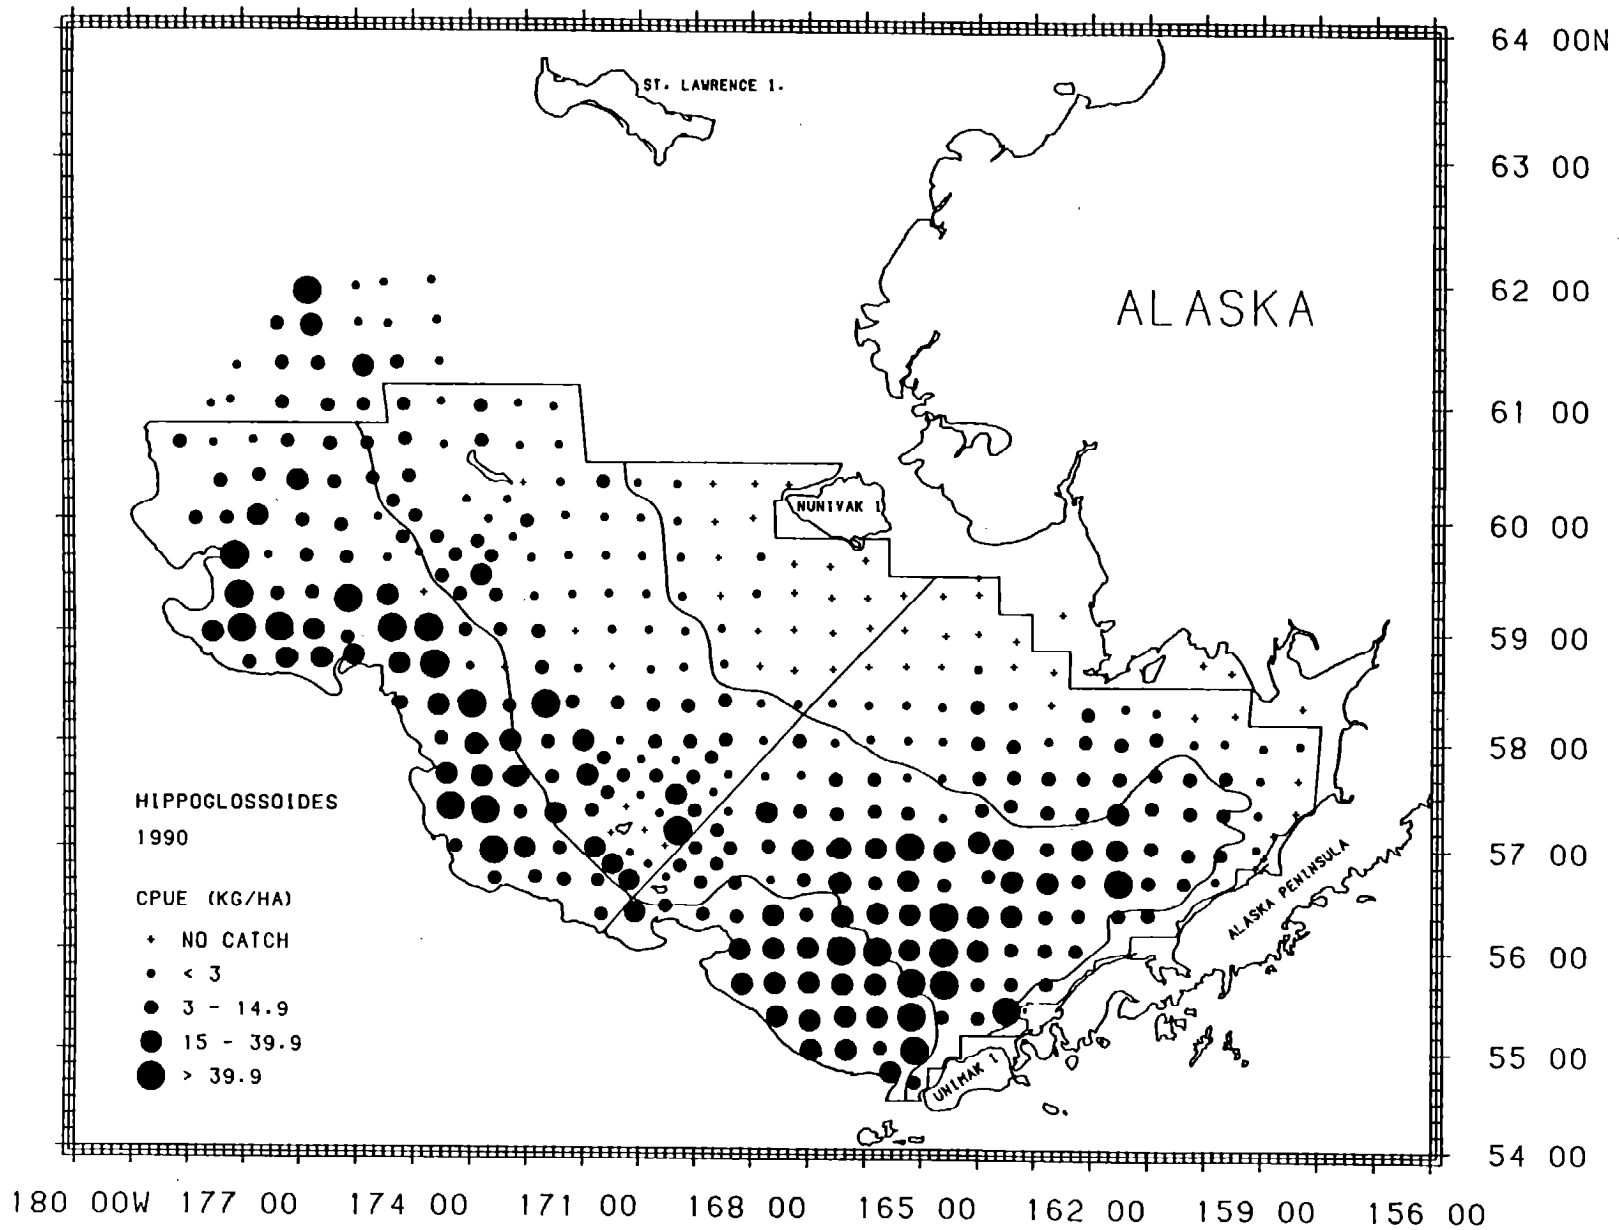 64 00N
ST. LAWRENCE I.
63 00
62 00
ALASKA
61 00
NUNIVAK I
60 00
59 00
58 00
HIPPOGLOSSOIDES
1990
57 00
ALASKA PENINSULA
CPUE (KG/HA)
+ NO CATCH
< 3
3 - 14.9
15 - 39.9
> 39.9
56 00
55 00
UNIMAK I
54 00
180 00W 177 00 174 00 171 00 168 00 165 00 162 00 159 00 156 00